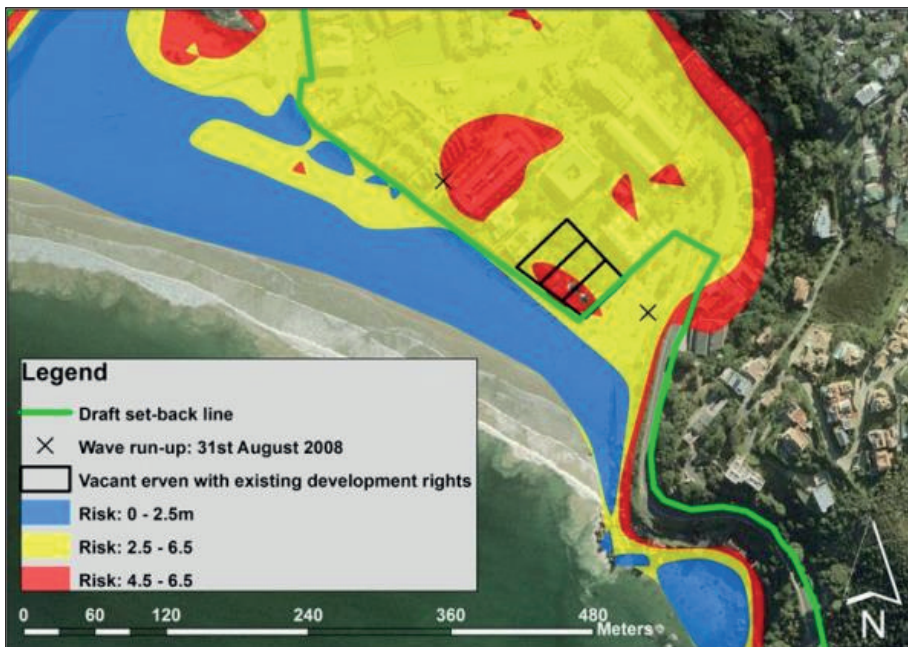 Legend
Draft set-back line
Wave run-up: 31st August 2008
Vacant erven with existing development rights
Risk: 0 - 2.5m
Risk: 2.5 - 6.5
Risk: 4.5 - 6.5
0 60 120 240 360 480 Meters
N